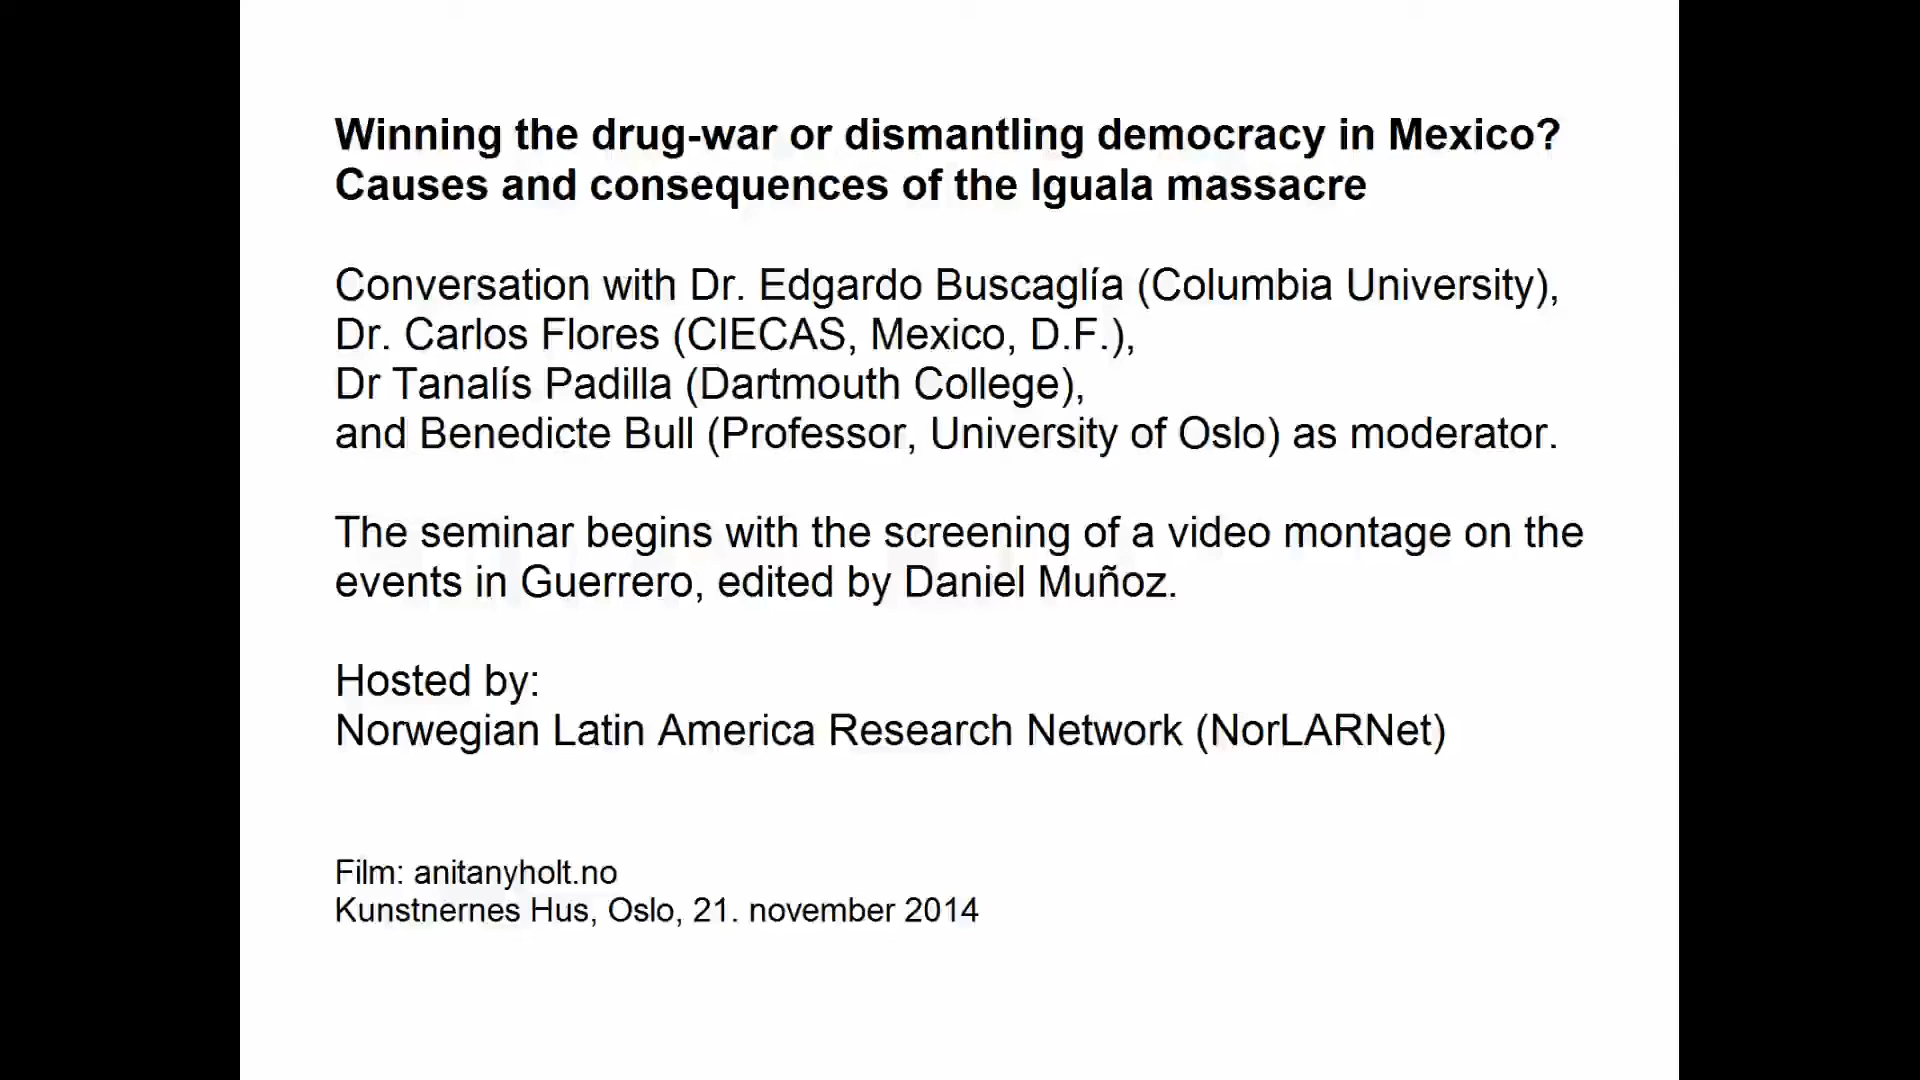 Winning the drug-war or dismantling democracy in Mexico?
Causes and consequences of the Iguala massacre
Conversation with Dr. Edgardo Buscaglía (Columbia University),
Dr. Carlos Flores (CIECAS, Mexico, D.F.),
Dr Tanalís Padilla (Dartmouth College),
and Benedicte Bull (Professor, University of Oslo) as moderator.
The seminar begins with the screening of a video montage on the
events in Guerrero, edited by Daniel Muñoz.
Hosted by:
Norwegian Latin America Research Network (NorLARNet)
Film: anitanyholt.no
Kunstnernes Hus, Oslo, 21. november 2014